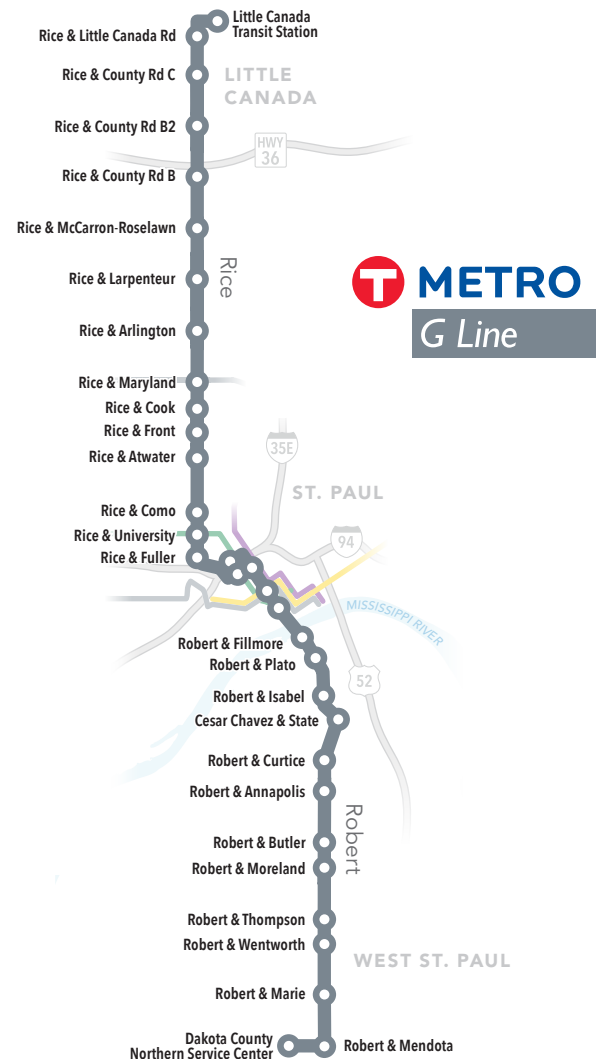 Little Canada
Transit Station
Rice & Little Canada Rd
Rice & County Rd C
LITTLE
CANADA
Rice & County Rd B2
HWY
36
Rice & County Rd B
Rice & McCarron-Roselawn
Rice
Rice & Larpenteur
T METRO
G Line
Rice & Arlington
Rice & Maryland
Rice & Cook
Rice & Front
35E
Rice & Atwater
ST. PAUL
Rice & Como
Rice & University
94
Rice & Fuller
MISSISSIPPI RIVER
Robert & Fillmore
Robert & Plato
52
Robert & Isabel
Cesar Chavez & State
Robert & Curtice
Robert & Annapolis
Robert
Robert & Butler
Robert & Moreland
Robert & Thompson
Robert & Wentworth
WEST ST. PAUL
Robert & Marie
Dakota County
Northern Service Center
Robert & Mendota